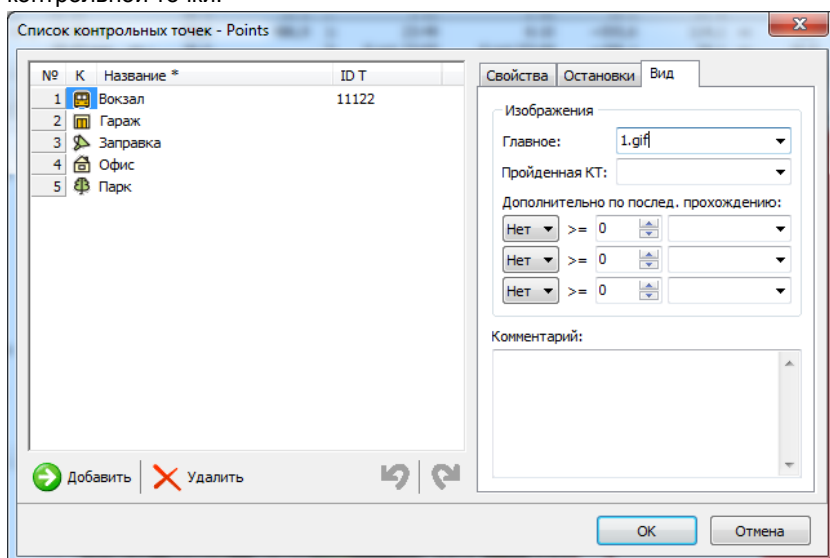 контрольной точки.
Список контрольных точек - Points
№ К Название * ID T
1 Вокзал 11122
2 Гараж
3 Заправка
4 Офис
5 Парк
Добавить Удалить
Свойства Остановки Вид
Изображения
Главное: 1.gif
Пройденная КТ:
Дополнительно по послед. прохождению:
Нет >= 0
Нет >= 0
Нет >= 0
Комментарий:
OK Отмена